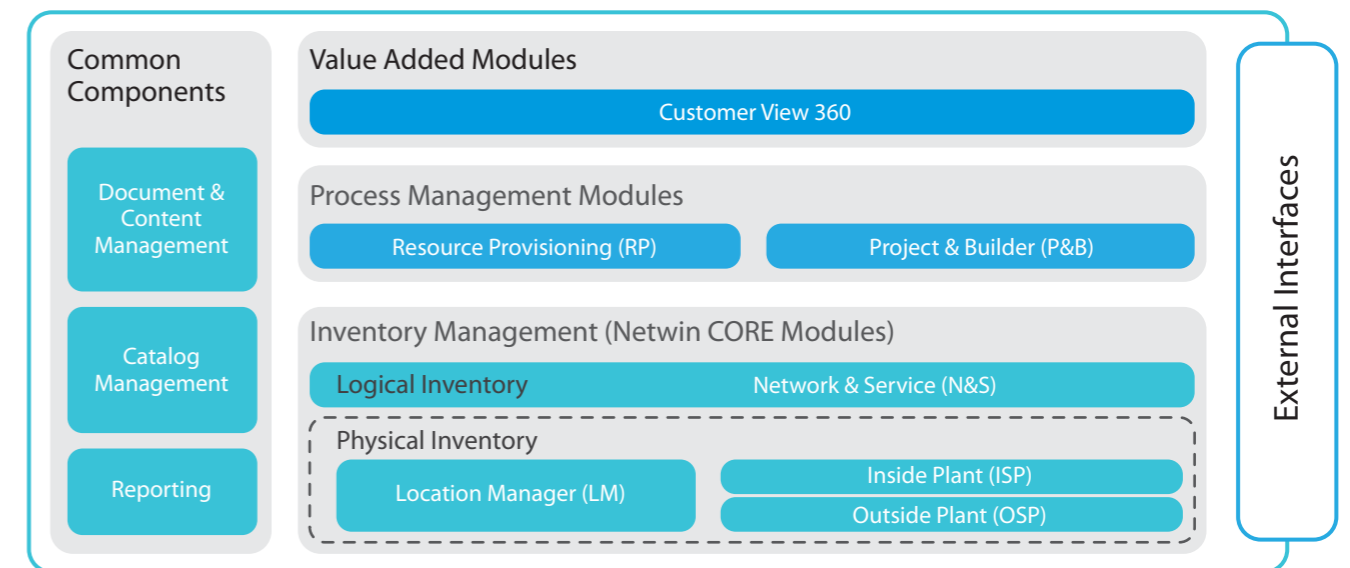 Common
Components
Document &
Content
Management
Catalog
Management
Reporting
Value Added Modules
Customer View 360
Process Management Modules
Resource Provisioning (RP)
Project & Builder (P&B)
Inventory Management (Netwin CORE Modules)
Logical Inventory
Network & Service (N&S)
Physical Inventory
Location Manager (LM)
Inside Plant (ISP)
Outside Plant (OSP)
External Interfaces